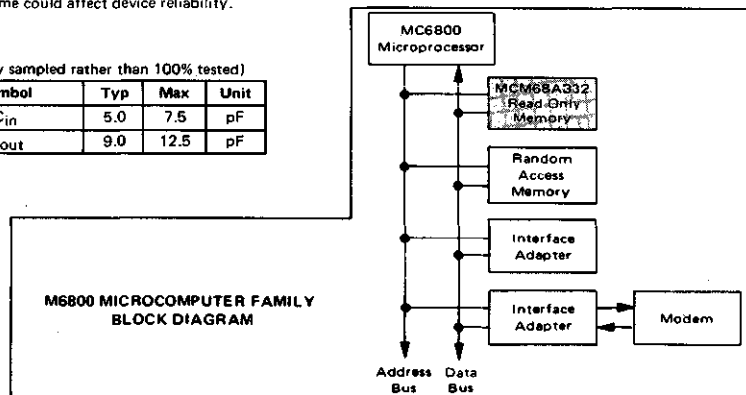 me could affect device reliability.
y sampled rather than 100% tested)
mbol Typ Max Unit
Cin 5.0 7.5 pF
out 9.0 12.5 pF
MC6800
Microprocessor
MCM68A332
Read Only
Memory
Random
Access
Memory
Interface
Adapter
M6800 MICROCOMPUTER FAMILY
BLOCK DIAGRAM
Interface
Adapter
Modem
Address
Bus
Data
Bus